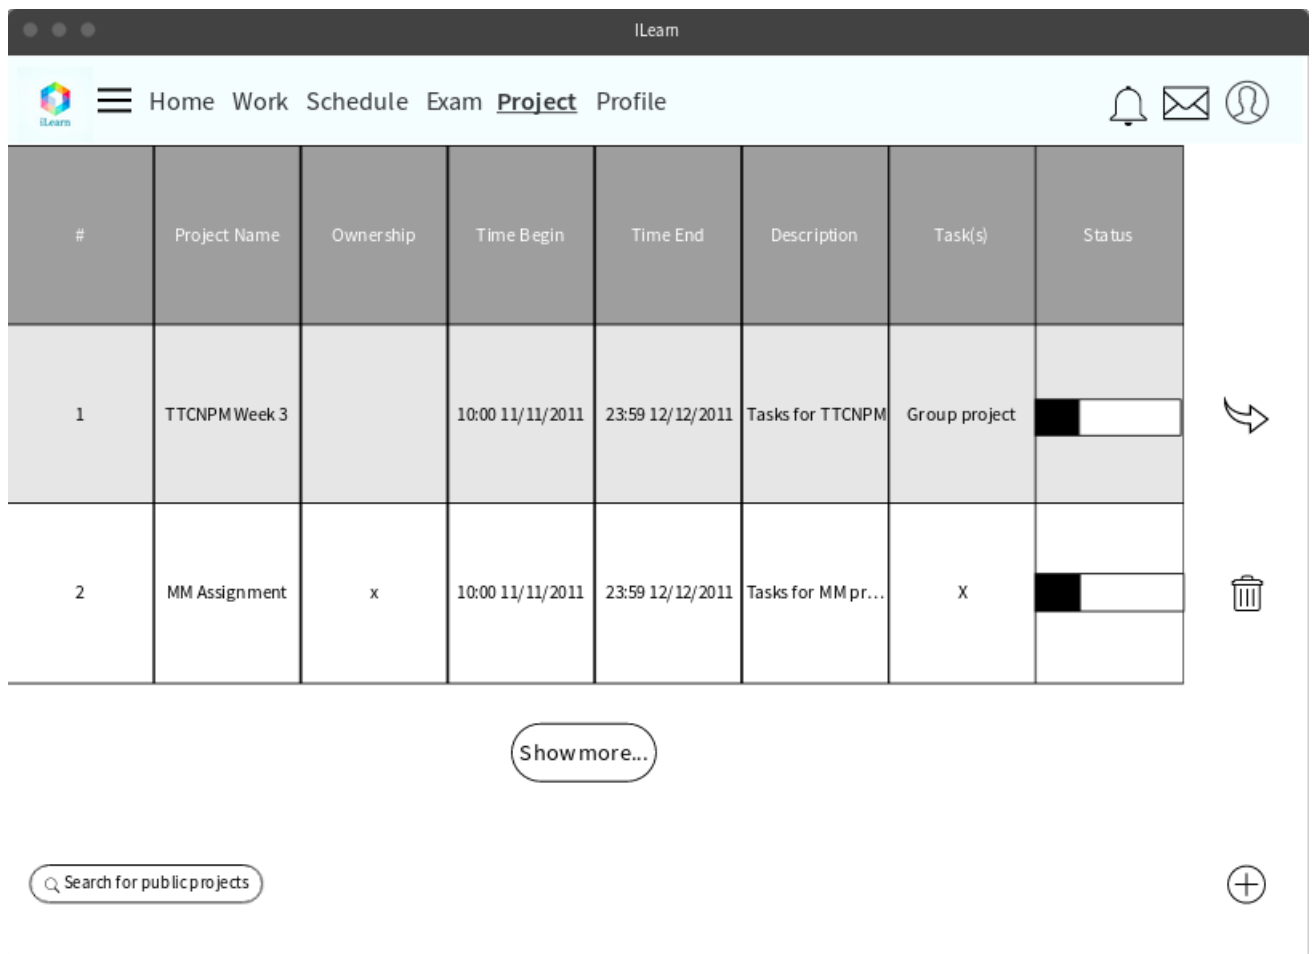 ILearn
iLearn
Home Work Schedule Exam Project Profile
# Project Name Ownership Time Begin Time End Description Task(s) Status
1 TTCNPM Week 3 10:00 11/11/2011 23:59 12/12/2011 Tasks for TTCNPM Group project
2 MM Assignment x 10:00 11/11/2011 23:59 12/12/2011 Tasks for MM pr... X
Show more...
Search for public projects